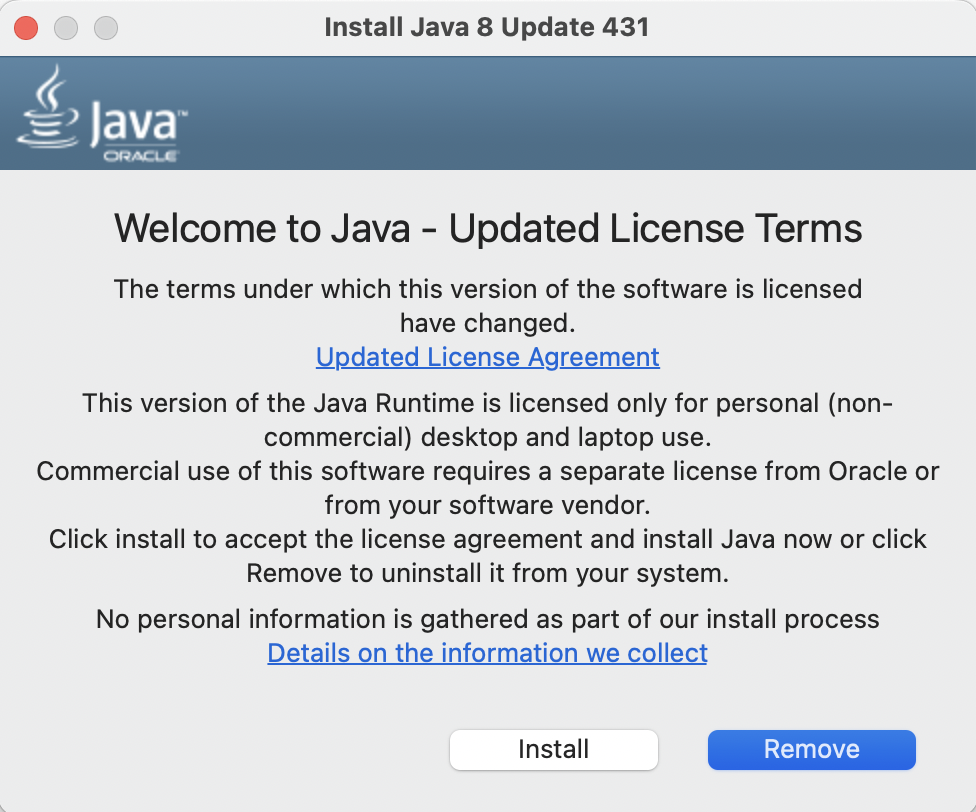 Install Java 8 Update 431
Java™
ORACLE
Welcome to Java - Updated License Terms
The terms under which this version of the software is licensed
have changed.
Updated License Agreement
This version of the Java Runtime is licensed only for personal (non-
commercial) desktop and laptop use.
Commercial use of this software requires a separate license from Oracle or
from your software vendor.
Click install to accept the license agreement and install Java now or click
Remove to uninstall it from your system.
No personal information is gathered as part of our install process
Details on the information we collect
Install
Remove